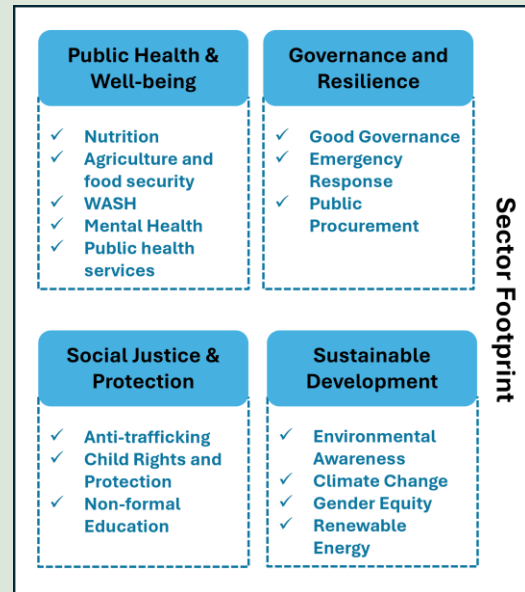 Public Health &
Well-being
✓ Nutrition
✓ Agriculture and
food security
✓ WASH
✓ Mental Health
✓ Public health
services
Governance and
Resilience
✓ Good Governance
✓ Emergency
Response
✓ Public
Procurement
Social Justice &
Protection
✓ Anti-trafficking
✓ Child Rights and
Protection
✓ Non-formal
Education
Sustainable
Development
✓ Environmental
Awareness
✓ Climate Change
✓ Gender Equity
✓ Renewable
Energy
Sector Footprint